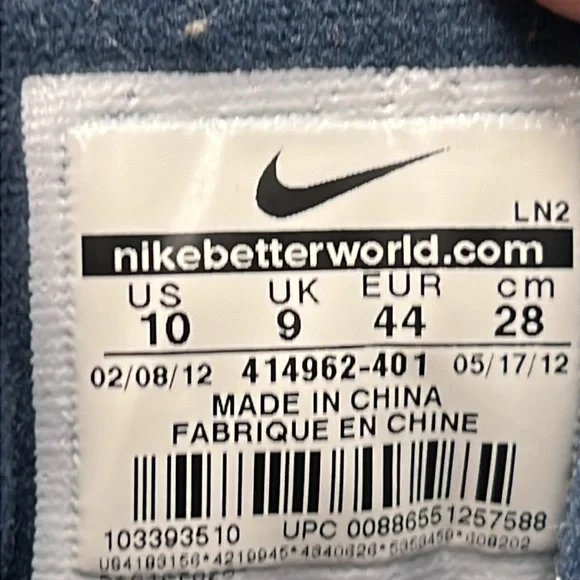 LN2
nikebetterworld.com
US UK EUR cm
10 9 44 28
02/08/12 414962-401 05/17/12
MADE IN CHINA
FABRIQUE EN CHINE
103393510 UPC 00886551257588